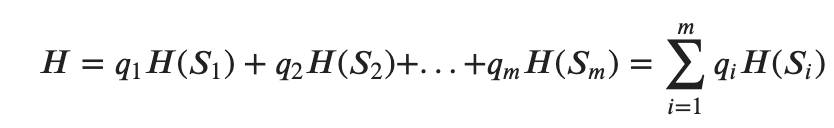 H = q₁H(S₁) + q₂H(S₂)+...+qₘH(Sₘ) = ∑ᵢ₌₁ᵐ qᵢH(Sᵢ)